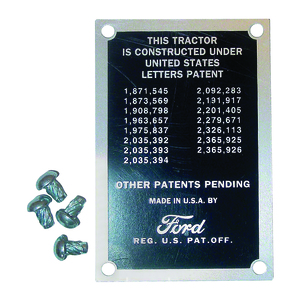 THIS TRACTOR
IS CONSTRUCTED UNDER
UNITED STATES
LETTERS PATENT
1,871,545 2,092,283
1,873,569 2,191,917
1,908,798 2,201,405
1,963,657 2,279,671
1,975,837 2,326,113
2,035,392 2,365,925
2,035,393 2,365,926
2,035,394
OTHER PATENTS PENDING
MADE IN U.S.A. BY
Ford
REG. U.S. PAT. OFF.